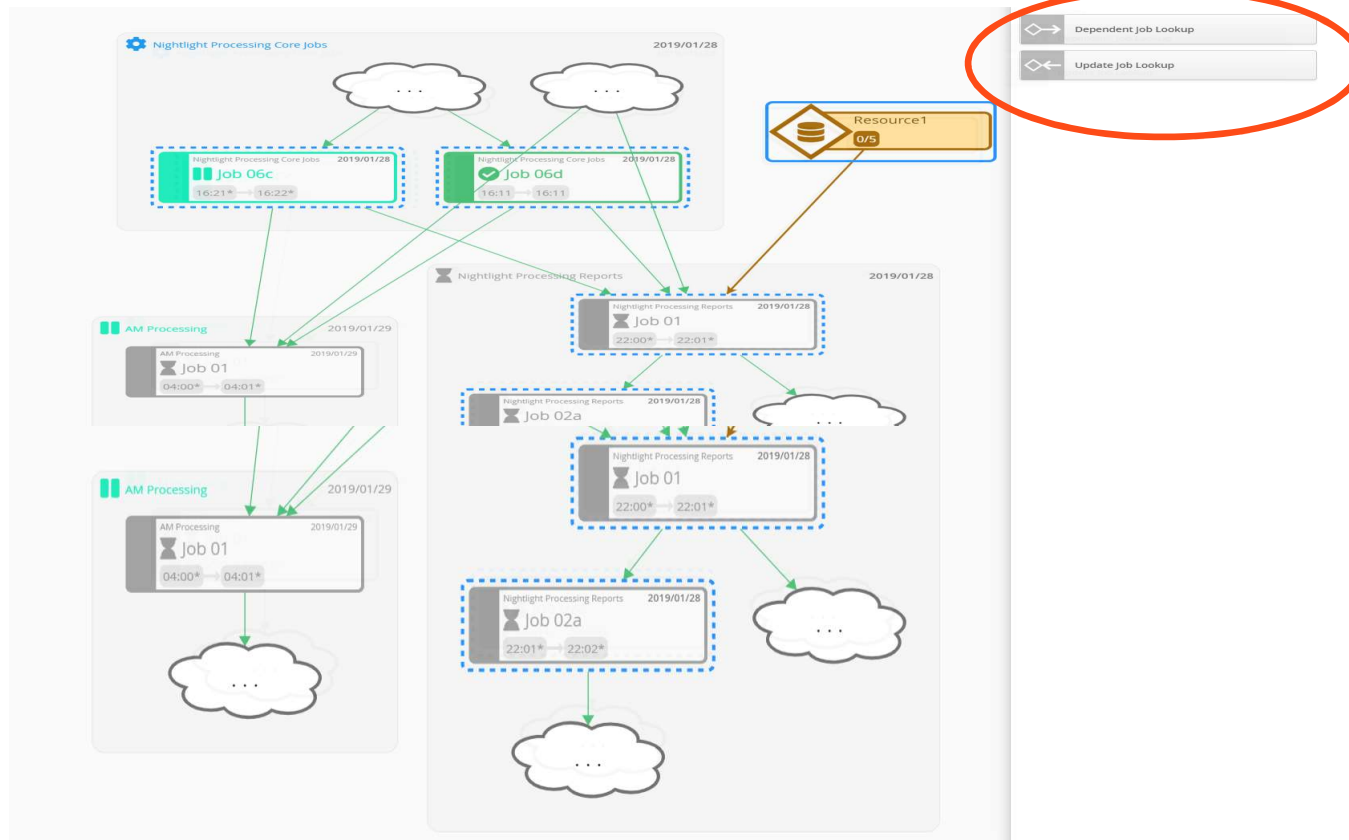 Nightlight Processing Core Jobs 2019/01/28
... ...
Nightlight Processing Core Jobs 2019/01/28
Job 06c
16:21* 16:22*
Nightlight Processing Core Jobs 2019/01/28
Job 06d
16:11 16:11
Resource1
0/5
Dependent Job Lookup
Update Job Lookup
Nightlight Processing Reports 2019/01/28
Nightlight Processing Reports 2019/01/28
Job 01
22:00* 22:01*
AM Processing 2019/01/29
AM Processing 2019/01/29
Job 01
04:00* 04:01*
Nightlight Processing Reports 2019/01/28
Job 02a
...
Nightlight Processing Reports 2019/01/28
Job 01
22:00* 22:01*
AM Processing 2019/01/29
AM Processing 2019/01/29
Job 01
04:00* 04:01*
Nightlight Processing Reports 2019/01/28
Job 02a
22:01* 22:02*
...
...
...